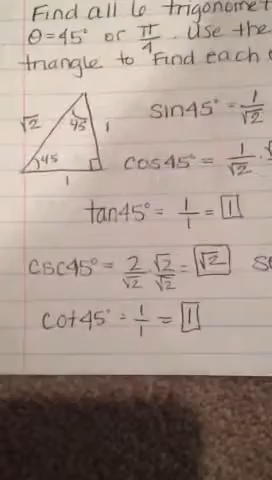 Find all 6 trigonomet
θ=45° or π/4. Use the
triangle to find each
√2 45° 1
45 1
sin45° = 1/√2
cos45° = 1/√2 ·
tan45° = 1/1 = 1
csc45° = 2/√2 · √2/√2 = √2
cot45° = 1/1 = 1